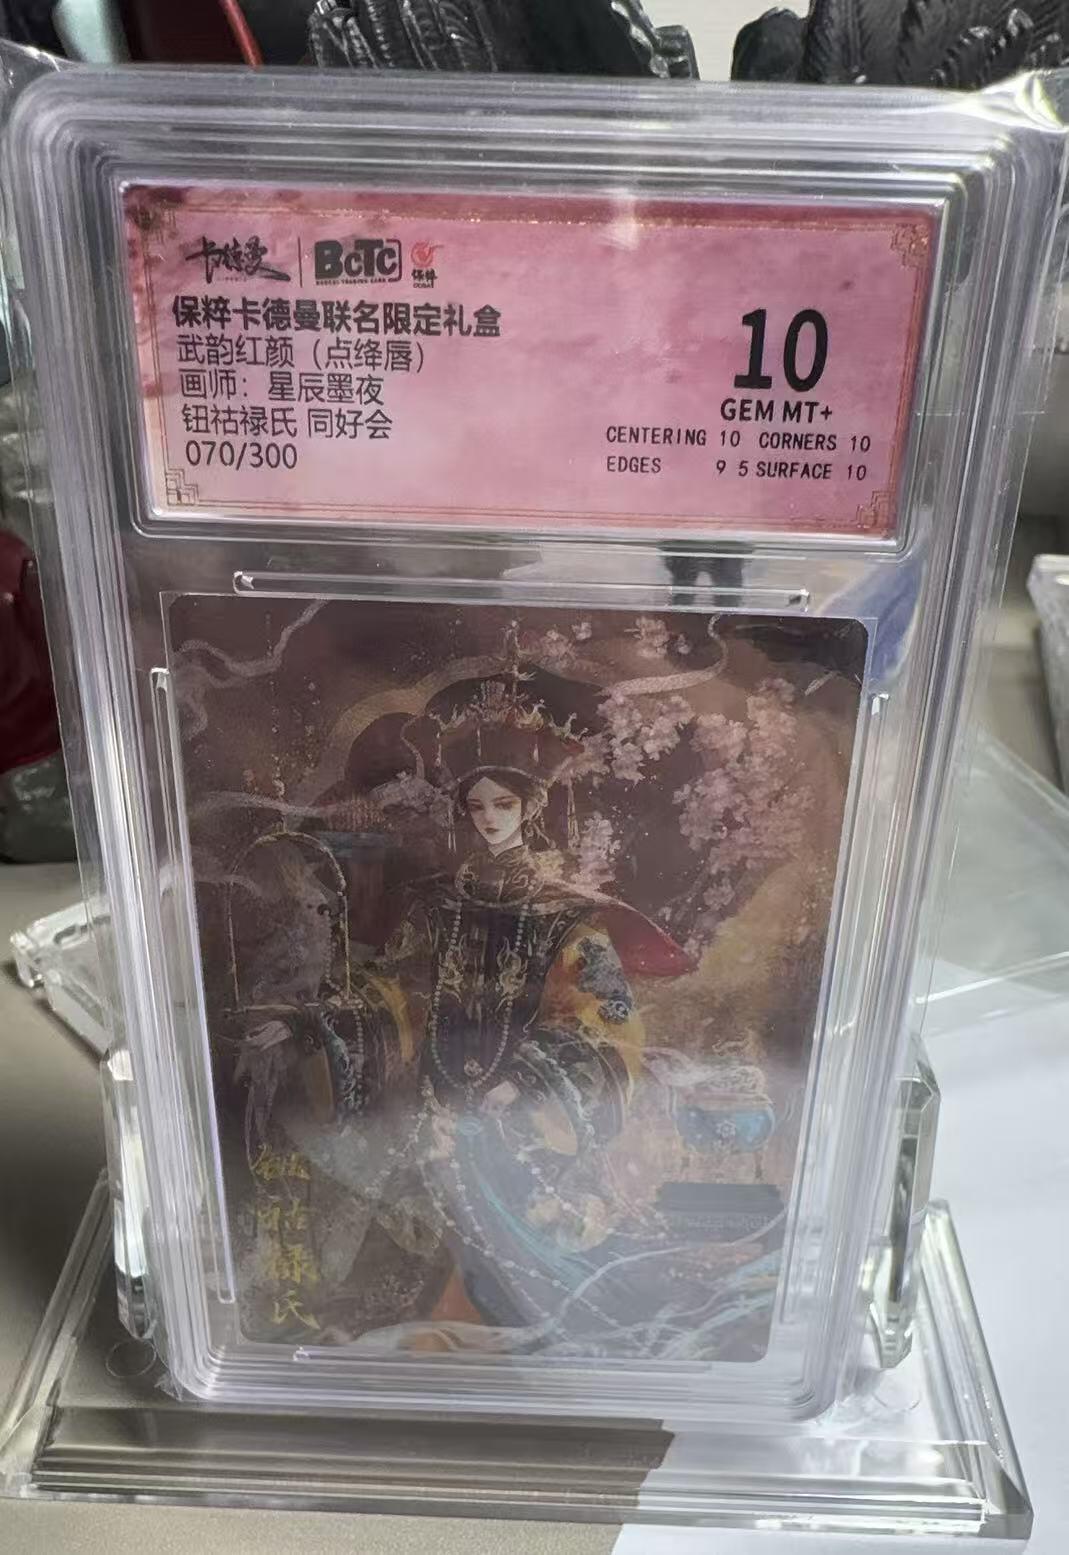 卡德曼 BCTC 保粹
保粹卡德曼联名限定礼盒
武韵红颜（点绛唇）
画师：星辰墨夜
钮祜禄氏 同好会
070/300
10
GEM MT+
CENTERING 10 CORNERS 10
EDGES 9 5 SURFACE 10
钮祜禄氏